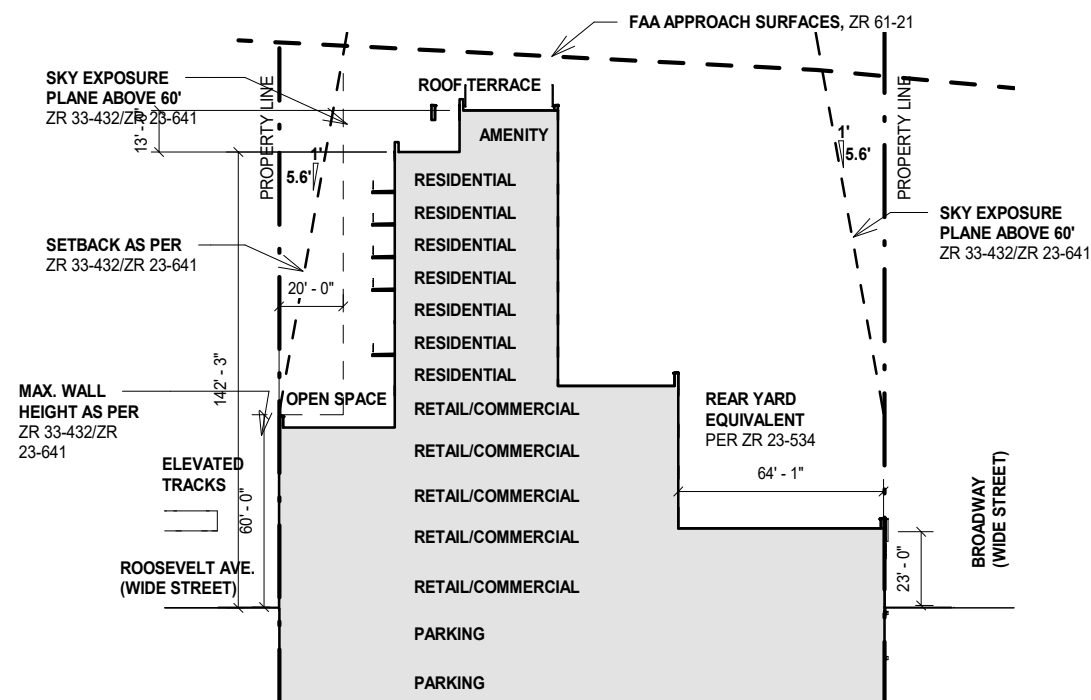 FAA APPROACH SURFACES, ZR 61-21
SKY EXPOSURE
PLANE ABOVE 60'
ZR 33-432/ZR 23-641
PROPERTY LINE
13' - 0"
ROOF TERRACE
AMENITY
PROPERTY LINE
1'
5.6'
1'
5.6'
RESIDENTIAL
RESIDENTIAL
RESIDENTIAL
RESIDENTIAL
RESIDENTIAL
RESIDENTIAL
RESIDENTIAL
SKY EXPOSURE
PLANE ABOVE 60'
ZR 33-432/ZR 23-641
SETBACK AS PER
ZR 33-432/ZR 23-641
20' - 0"
142' - 3"
MAX. WALL
HEIGHT AS PER
ZR 33-432/ZR
23-641
OPEN SPACE
RETAIL/COMMERCIAL
RETAIL/COMMERCIAL
RETAIL/COMMERCIAL
RETAIL/COMMERCIAL
RETAIL/COMMERCIAL
REAR YARD
EQUIVALENT
PER ZR 23-534
64' - 1"
ELEVATED
TRACKS
60' - 0"
ROOSEVELT AVE.
(WIDE STREET)
23' - 0"
BROADWAY
(WIDE STREET)
PARKING
PARKING